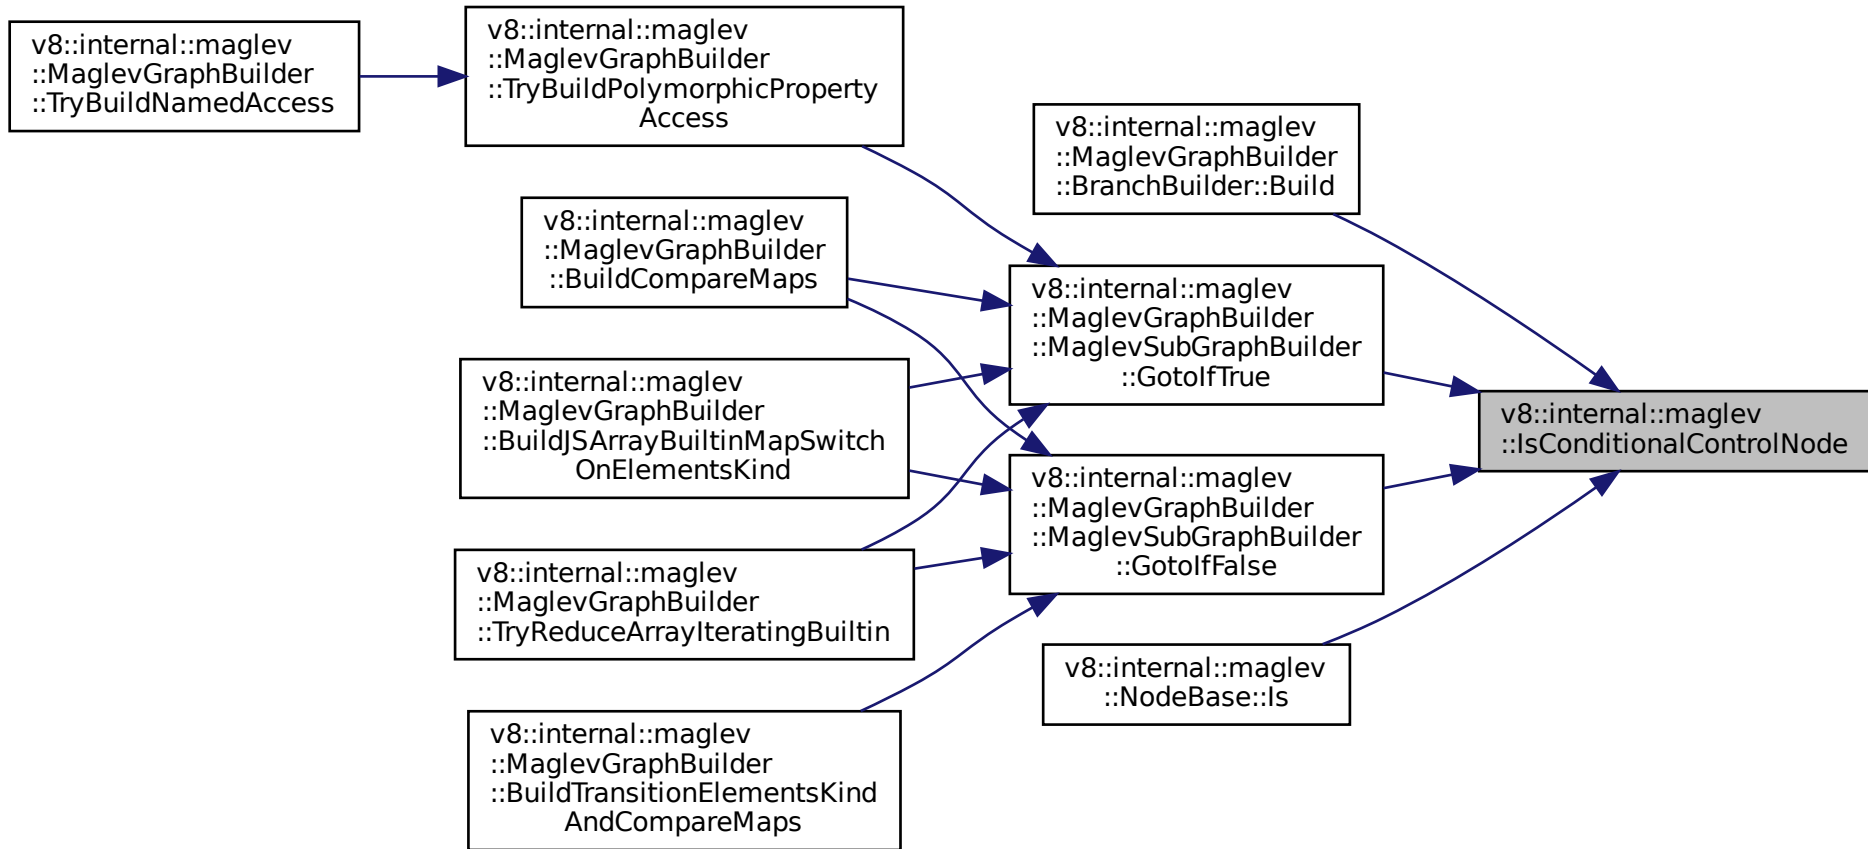 v8::internal::maglev
::MaglevGraphBuilder
::TryBuildNamedAccess
v8::internal::maglev
::MaglevGraphBuilder
::TryBuildPolymorphicProperty
Access
v8::internal::maglev
::MaglevGraphBuilder
::BuildCompareMaps
v8::internal::maglev
::MaglevGraphBuilder
::BuildJSArrayBuiltinMapSwitch
OnElementsKind
v8::internal::maglev
::MaglevGraphBuilder
::TryReduceArrayIteratingBuiltin
v8::internal::maglev
::MaglevGraphBuilder
::BuildTransitionElementsKind
AndCompareMaps
v8::internal::maglev
::MaglevGraphBuilder
::BranchBuilder::Build
v8::internal::maglev
::MaglevGraphBuilder
::MaglevSubGraphBuilder
::GotoIfTrue
v8::internal::maglev
::MaglevGraphBuilder
::MaglevSubGraphBuilder
::GotoIfFalse
v8::internal::maglev
::NodeBase::Is
v8::internal::maglev
::IsConditionalControlNode